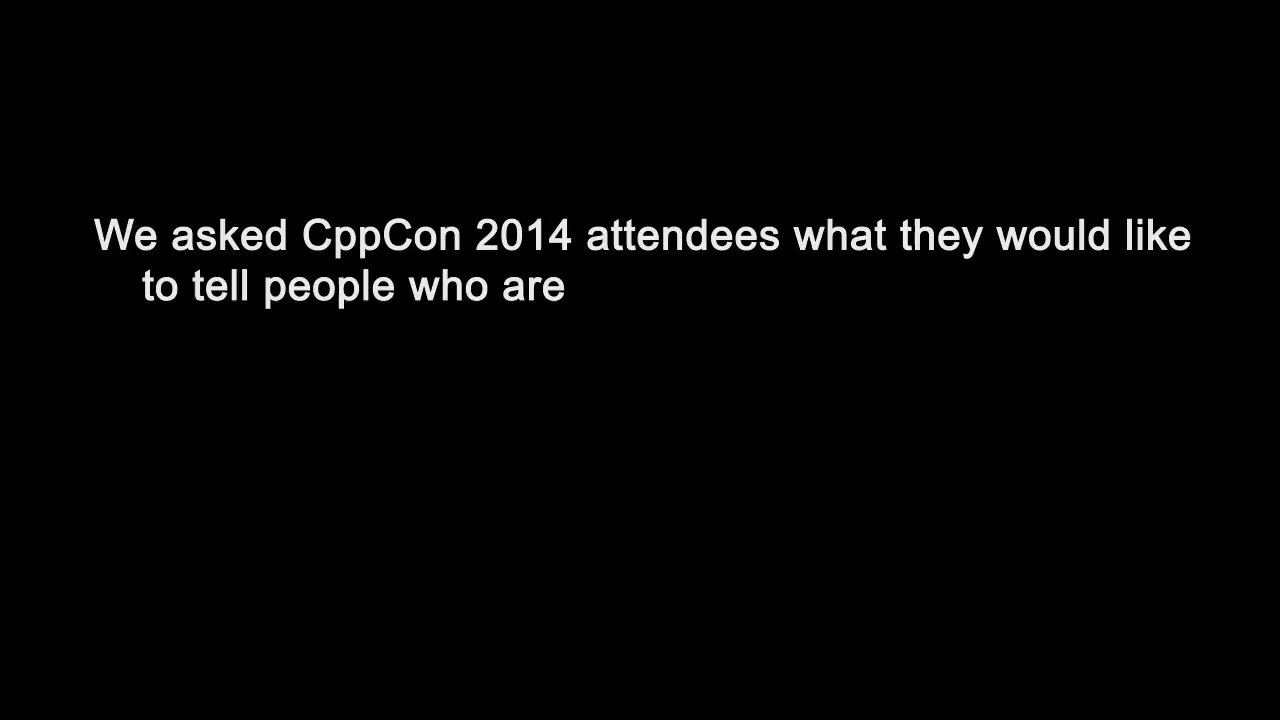 We asked CppCon 2014 attendees what they would like
to tell people who are